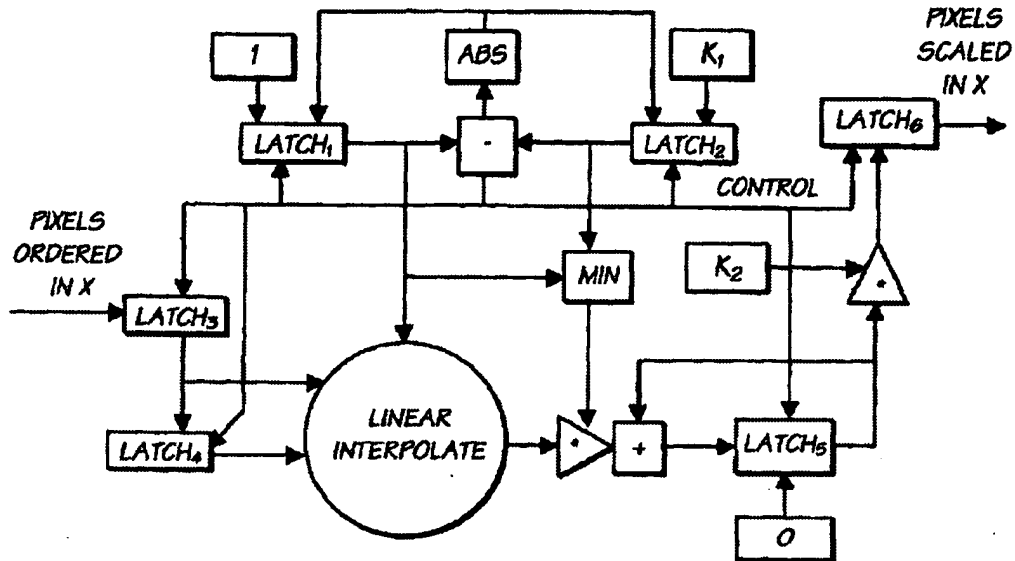 PIXELS
SCALED
IN X
1
ABS
K₁
LATCH₁
-
LATCH₂
LATCH₆
CONTROL
PIXELS
ORDERED
IN X
K₂
MIN
*
LATCH₃
LINEAR
INTERPOLATE
LATCH₄
*
+
LATCH₅
0